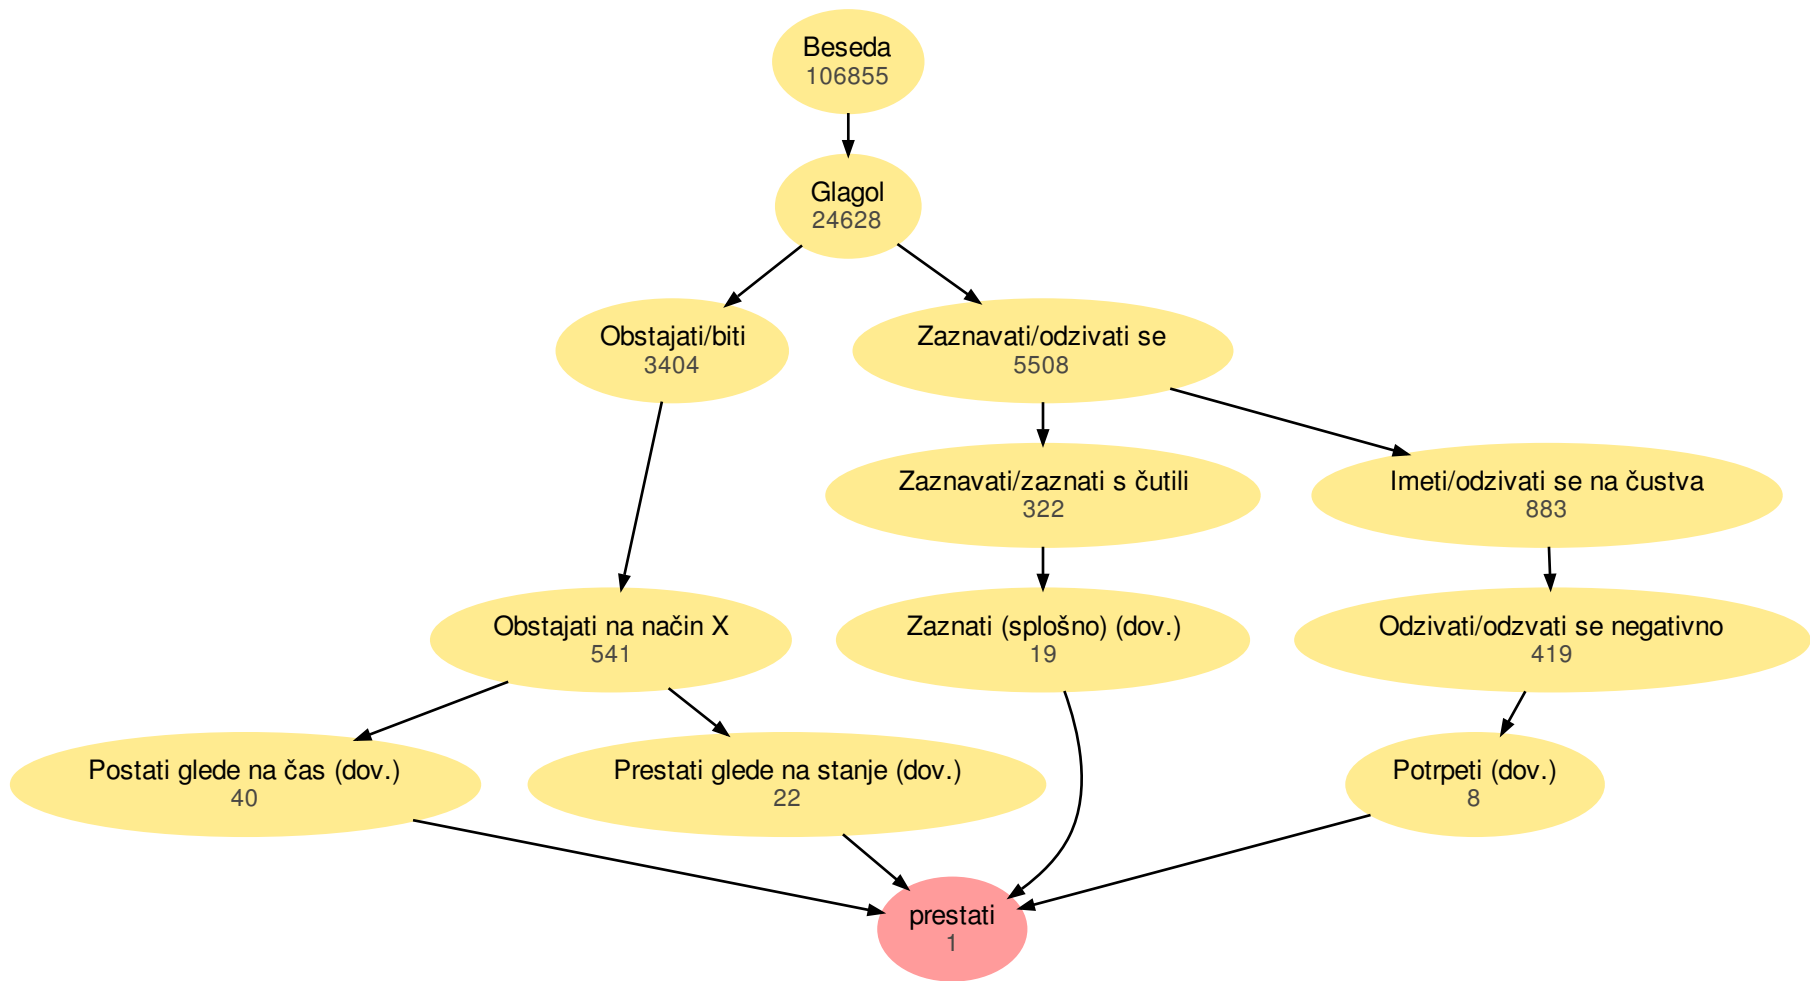 Beseda
106855
Glagol
24628
Obstajati/biti
3404
Zaznavati/odzivati se
5508
Zaznavati/zaznati s čutili
322
Imeti/odzivati se na čustva
883
Obstajati na način X
541
Zaznati (splošno) (dov.)
19
Odzivati/odzvati se negativno
419
Postati glede na čas (dov.)
40
Prestati glede na stanje (dov.)
22
Potrpeti (dov.)
8
prestati
1